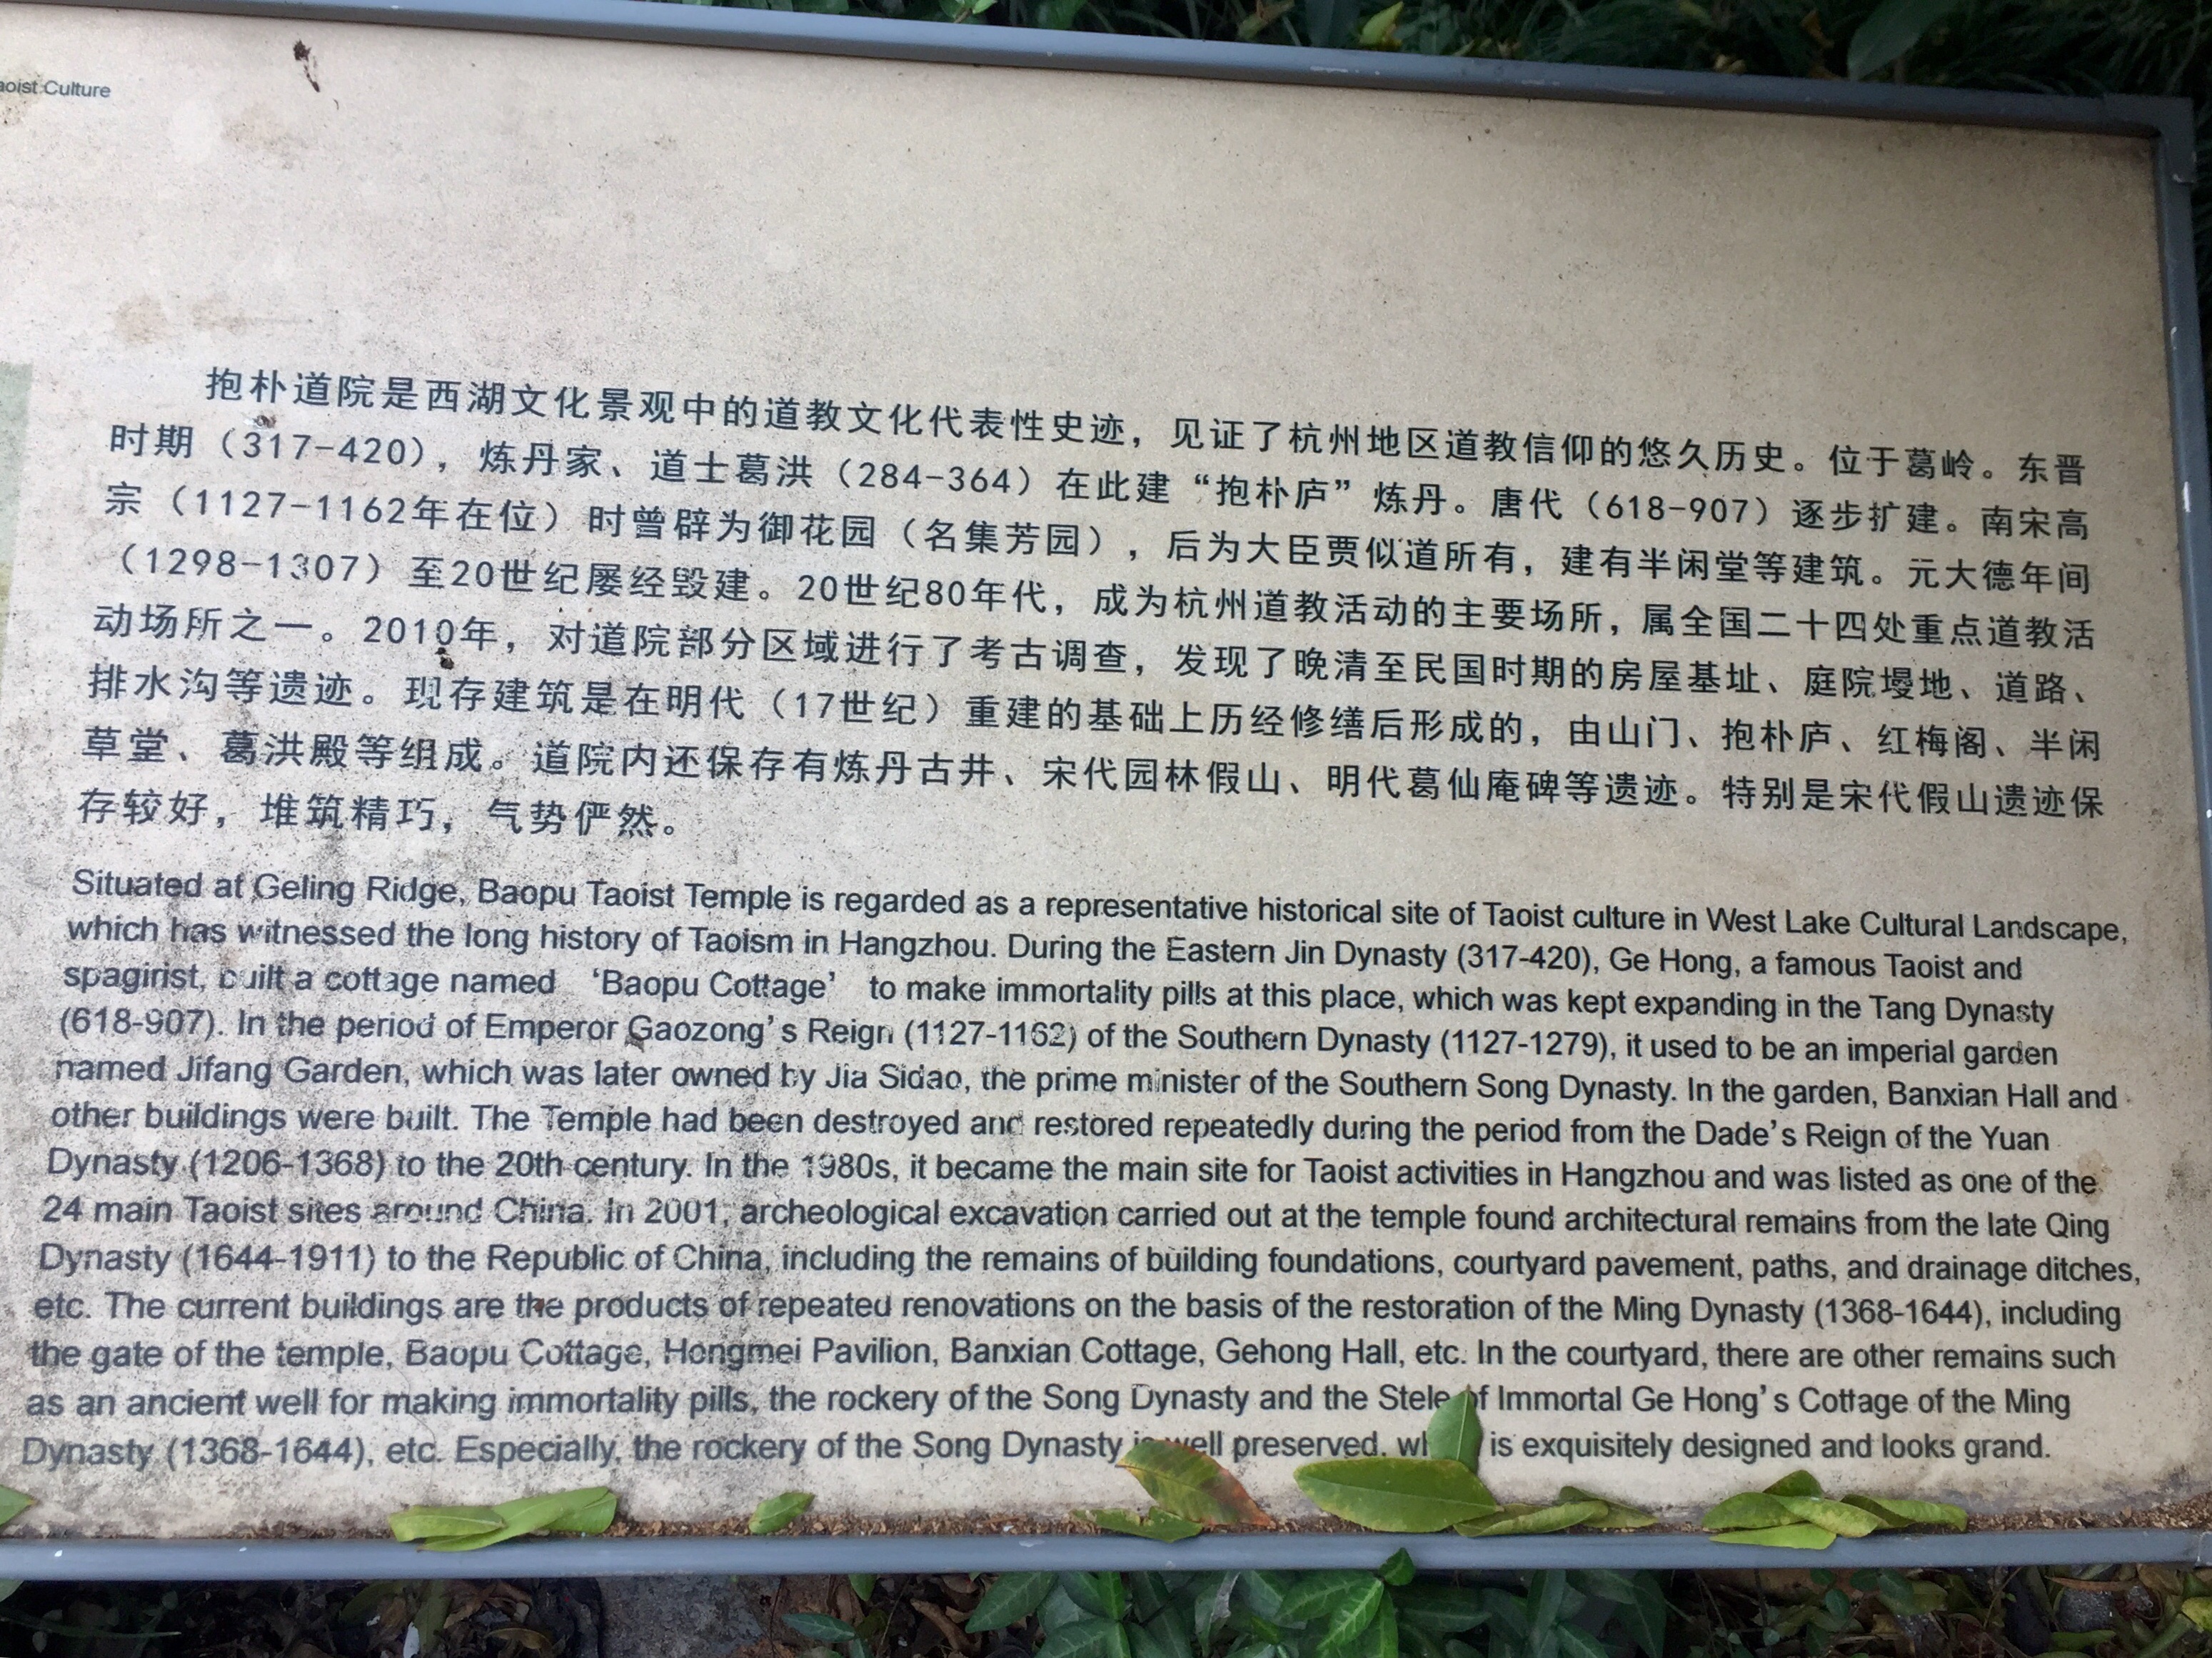 aoist Culture
抱朴道院是西湖文化景观中的道教文化代表性史迹，见证了杭州地区道教信仰的悠久历史。位于葛岭。东晋
时期（317-420），炼丹家、道士葛洪（284-364）在此建“抱朴庐”炼丹。唐代（618-907）逐步扩建。南宋高
宗（1127-1162年在位）时曾辟为御花园（名集芳园），后为大臣贾似道所有，建有半闲堂等建筑。元大德年间
（1298-1307）至20世纪屡经毁建。20世纪80年代，成为杭州道教活动的主要场所，属全国二十四处重点道教活
动场所之一。2010年，对道院部分区域进行了考古调查，发现了晚清至民国时期的房屋基址、庭院墁地、道路、
排水沟等遗迹。现存建筑是在明代（17世纪）重建的基础上历经修缮后形成的，由山门、抱朴庐、红梅阁、半闲
草堂、葛洪殿等组成。道院内还保存有炼丹古井、宋代园林假山、明代葛仙庵碑等遗迹。特别是宋代假山遗迹保
存较好，堆筑精巧，气势俨然。
Situated at Geling Ridge, Baopu Taoist Temple is regarded as a representative historical site of Taoist culture in West Lake Cultural Landscape,
which has witnessed the long history of Taoism in Hangzhou. During the Eastern Jin Dynasty (317-420), Ge Hong, a famous Taoist and
spagirist, built a cottage named ‘Baopu Cottage’ to make immortality pills at this place, which was kept expanding in the Tang Dynasty
(618-907). In the period of Emperor Gaozong’s Reign (1127-1162) of the Southern Dynasty (1127-1279), it used to be an imperial garden
named Jifang Garden, which was later owned by Jia Sidao, the prime minister of the Southern Song Dynasty. In the garden, Banxian Hall and
other buildings were built. The Temple had been destroyed and restored repeatedly during the period from the Dade’s Reign of the Yuan
Dynasty (1206-1368) to the 20th century. In the 1980s, it became the main site for Taoist activities in Hangzhou and was listed as one of the
24 main Taoist sites around China. In 2001, archeological excavation carried out at the temple found architectural remains from the late Qing
Dynasty (1644-1911) to the Republic of China, including the remains of building foundations, courtyard pavement, paths, and drainage ditches,
etc. The current buildings are the products of repeated renovations on the basis of the restoration of the Ming Dynasty (1368-1644), including
the gate of the temple, Baopu Cottage, Hongmei Pavilion, Banxian Cottage, Gehong Hall, etc. In the courtyard, there are other remains such
as an ancient well for making immortality pills, the rockery of the Song Dynasty and the Stele of Immortal Ge Hong’s Cottage of the Ming
Dynasty (1368-1644), etc. Especially, the rockery of the Song Dynasty is well preserved, is exquisitely designed and looks grand.